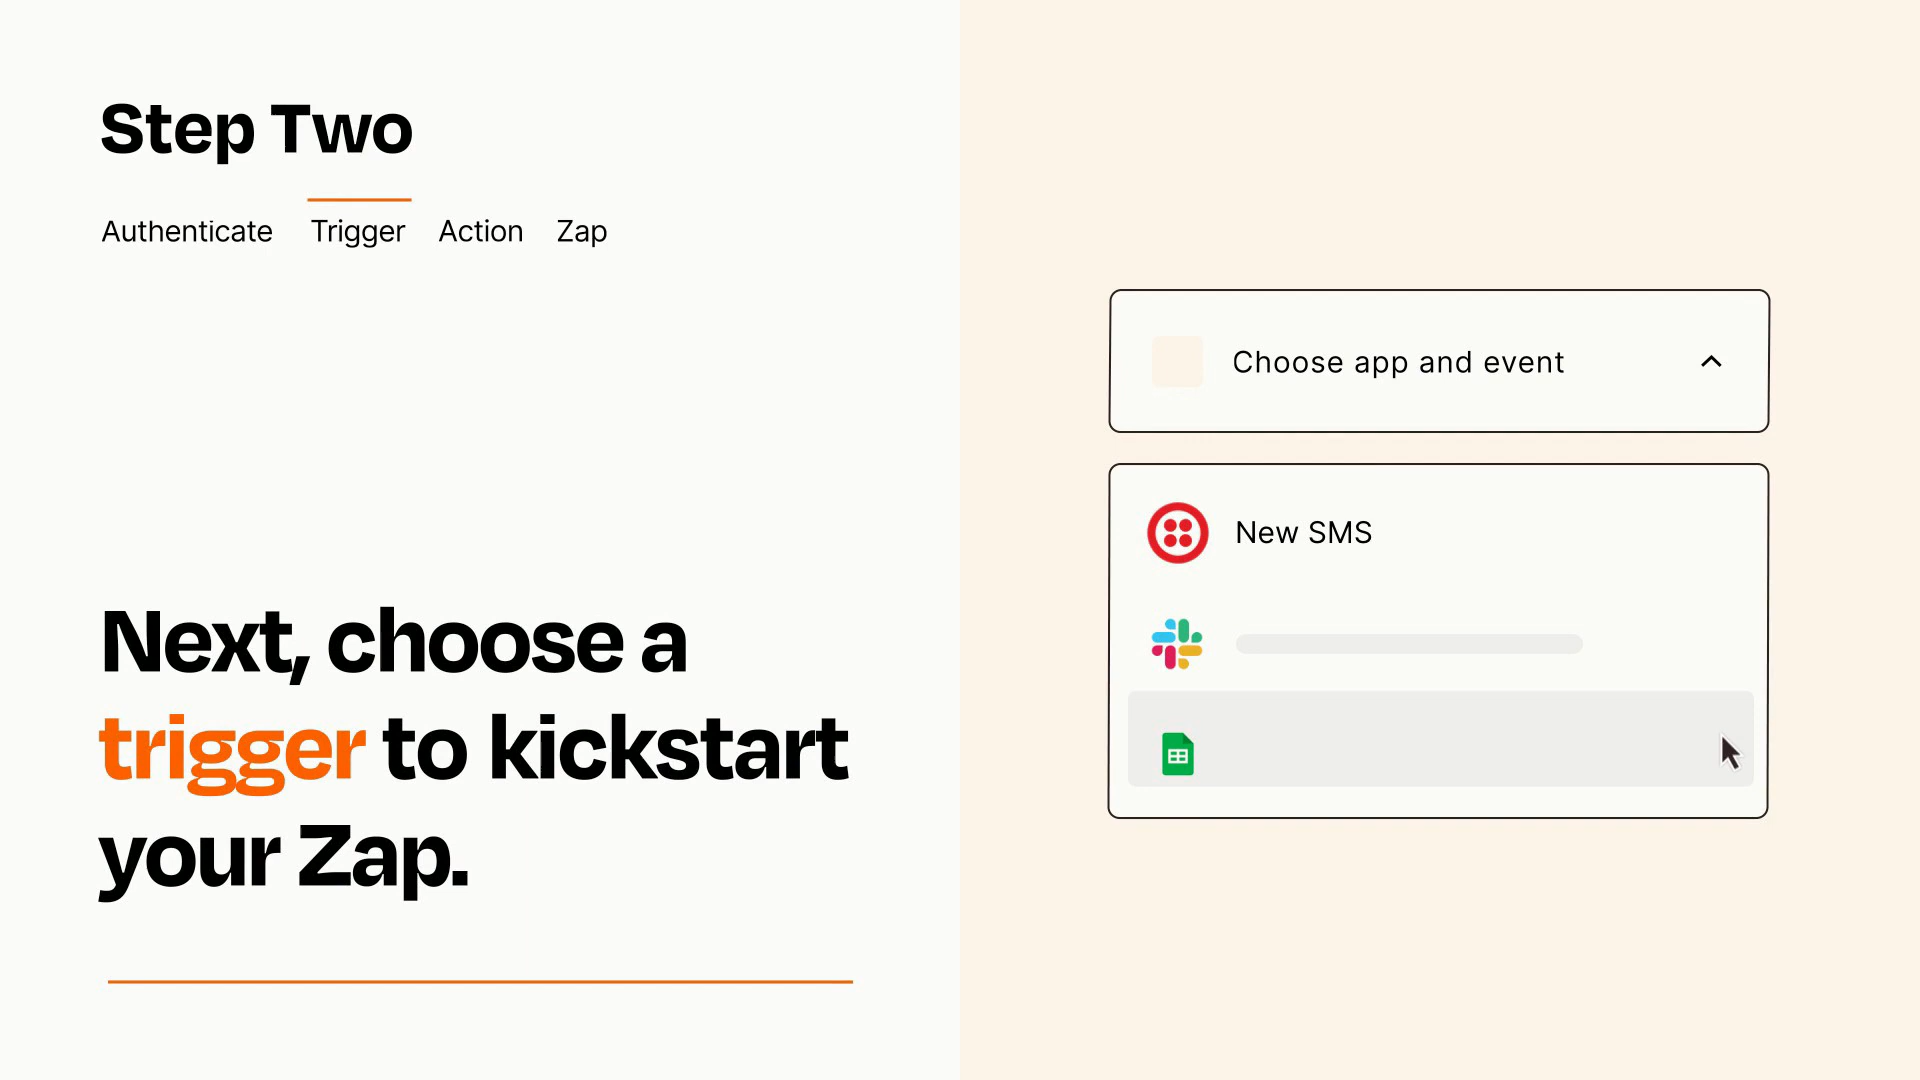 Step Two
Authenticate Trigger Action Zap
Next, choose a
trigger to kickstart
your Zap.
Choose app and event
New SMS